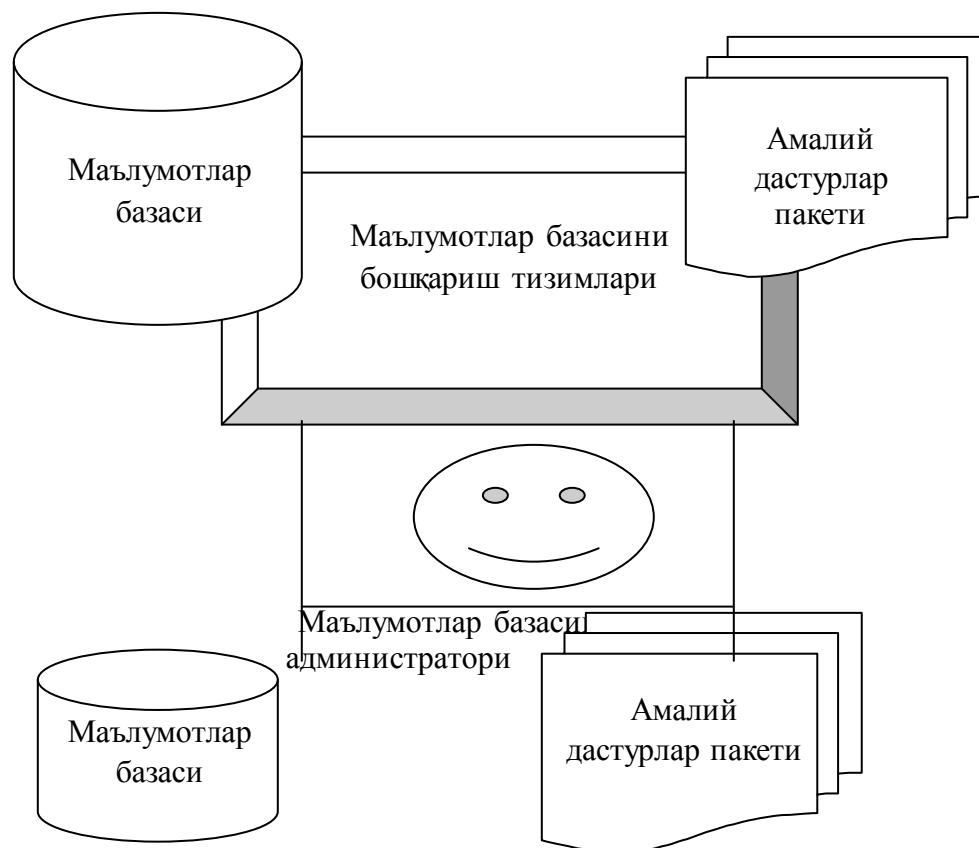 Маълумотлар
базаси
Амалий
дастурлар
пакети
Маълумотлар базасини
бошқариш тизимлари
Маълумотлар базаси
администратори
Маълумотлар
базаси
Амалий
дастурлар пакети